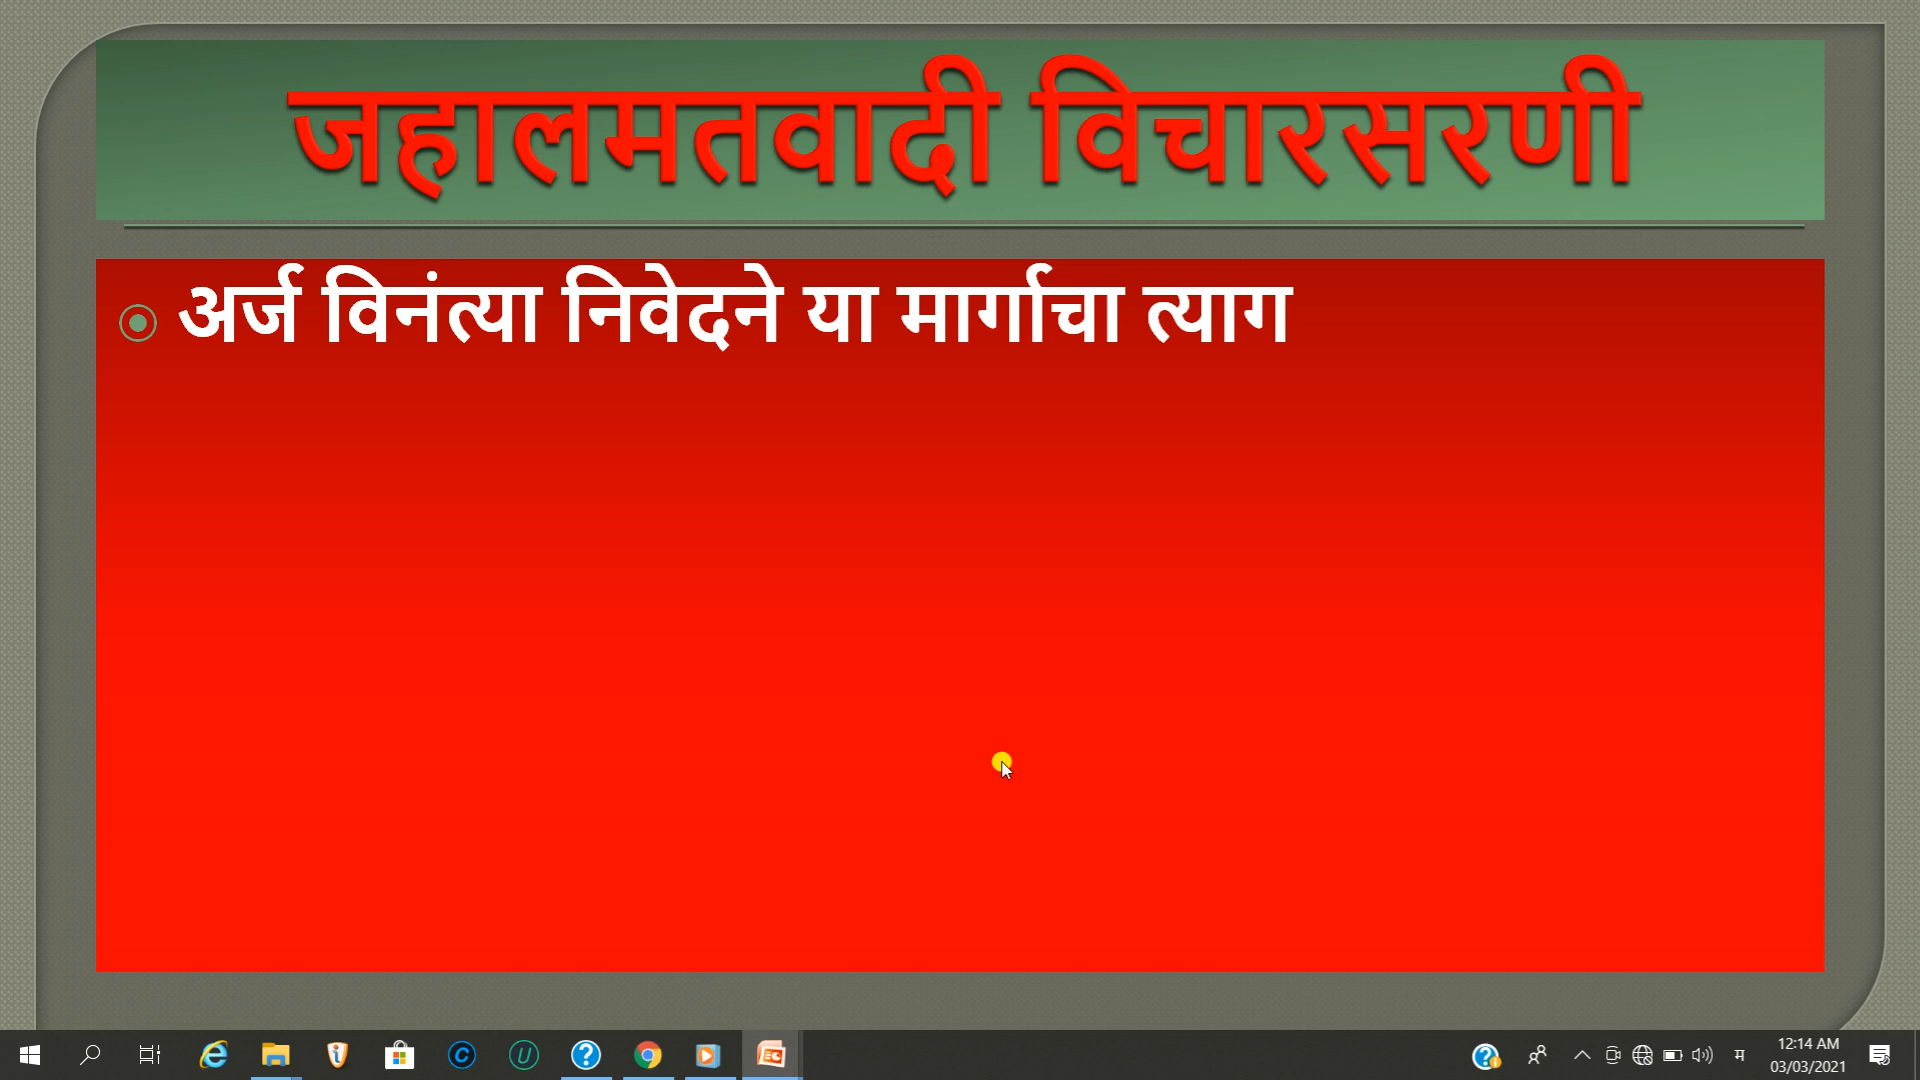 जहालमतवादी विचारसरणी
अर्ज विनंत्या निवेदने या मार्गाचा त्याग
म
12:14 AM
03/03/2021